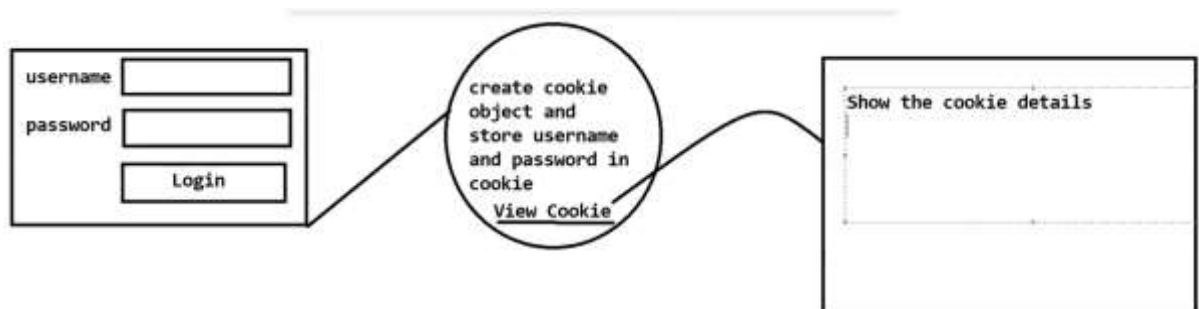 username
password
Login
create cookie
object and
store username
and password in
cookie
View Cookie
Show the cookie details